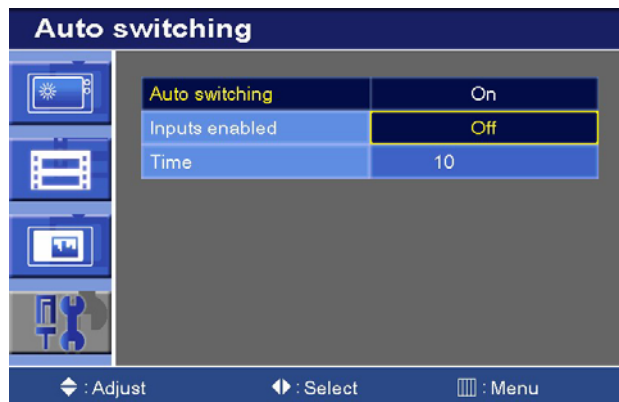 Auto switching
Auto switching On
Inputs enabled Off
Time 10
: Adjust : Select : Menu